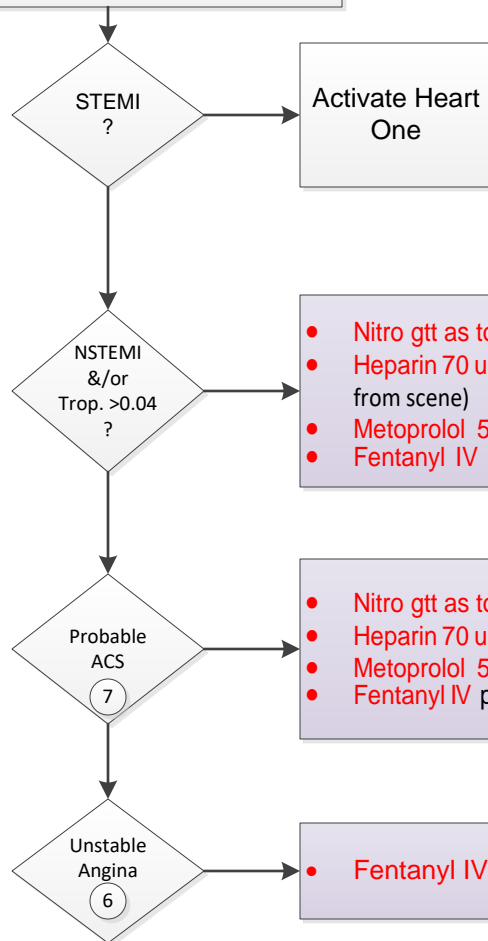 STEMI
?
Activate Heart
One
NSTEMI
&/or
Trop. >0.04
?
• Nitro gtt as to
• Heparin 70 u
from scene)
• Metoprolol 5
• Fentanyl IV
Probable
ACS
7
• Nitro gtt as to
• Heparin 70 u
• Metoprolol 5
• Fentanyl IV p
Unstable
Angina
6
• Fentanyl IV